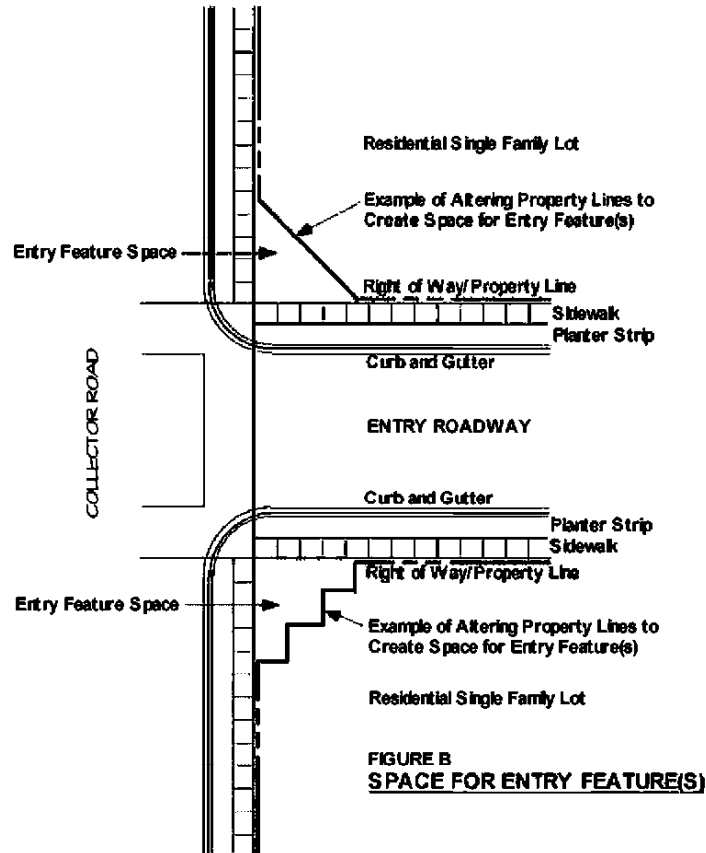 Residential Single Family Lot
Example of Altering Property Lines to
Create Space for Entry Feature(s)
Entry Feature Space
Right of Way/Property Line
Sidewalk
Planter Strip
Curb and Gutter
COLLECTOR ROAD
ENTRY ROADWAY
Curb and Gutter
Planter Strip
Sidewalk
Right of Way/Property Line
Entry Feature Space
Example of Altering Property Lines to
Create Space for Entry Feature(s)
Residential Single Family Lot
FIGURE B
SPACE FOR ENTRY FEATURE(S)